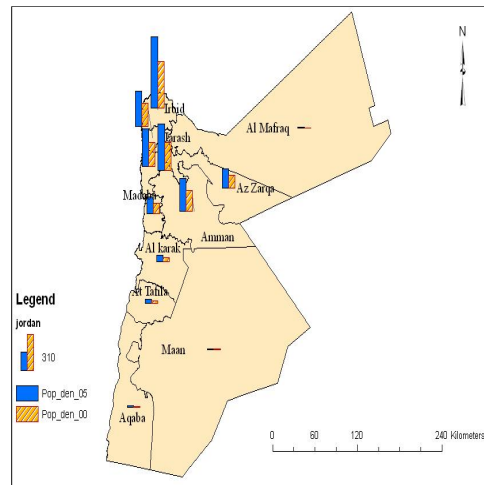 N
Irbid
Al Mafraq
Jarash
Az Zarqa
Madaba
Amman
Al karak
At Tafila
Maan
Aqaba
Legend
jordan
310
Pop_den_05
Pop_den_00
0 60 120 180 240 Kilometers